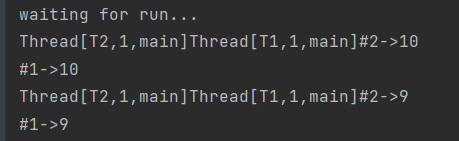 waiting for run...
Thread[T2,1,main]Thread[T1,1,main]#2->10
#1->10
Thread[T2,1,main]Thread[T1,1,main]#2->9
#1->9